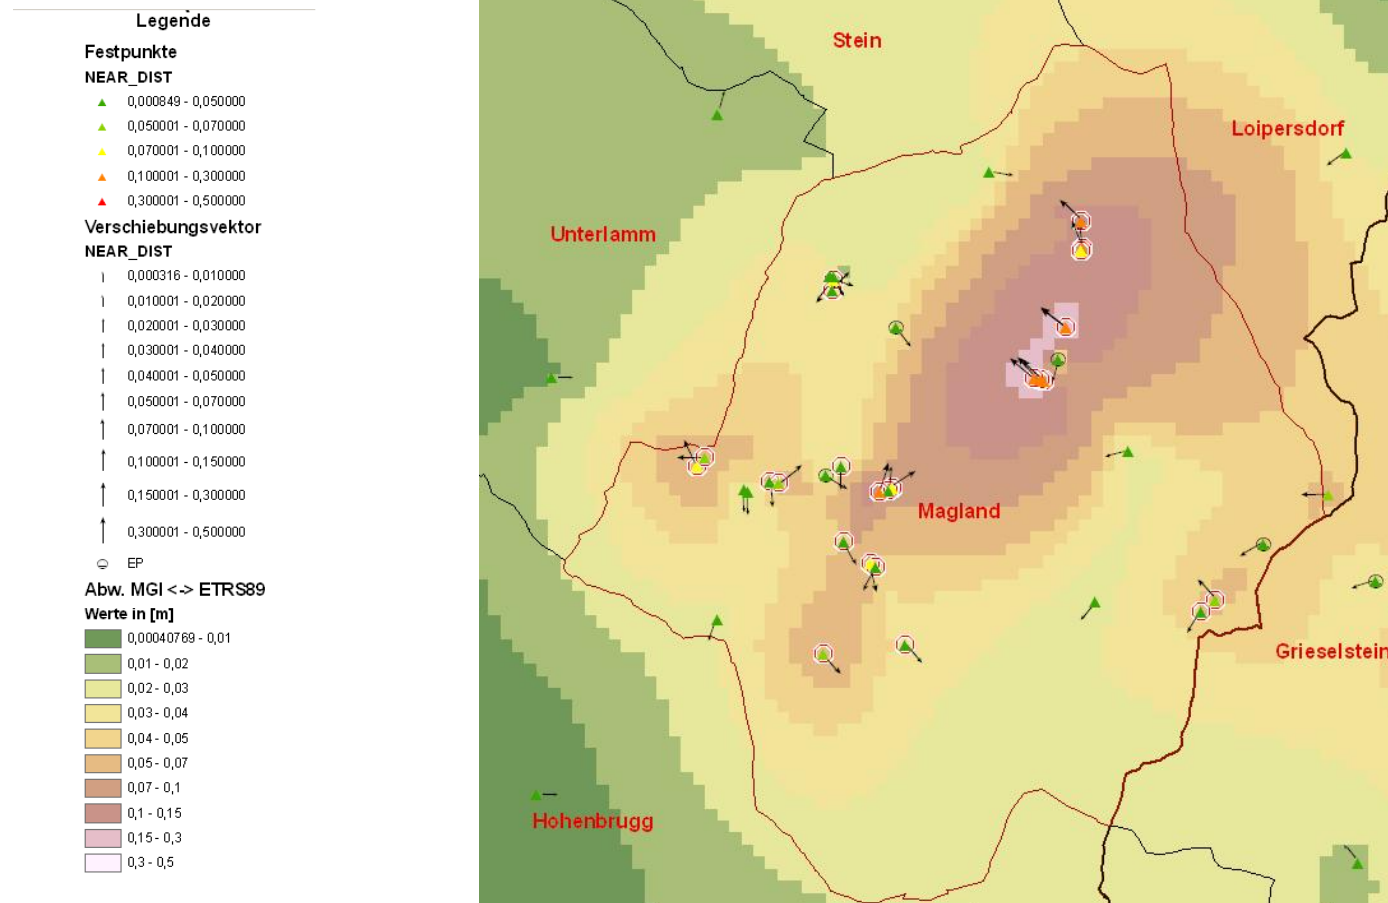 Legende
Festpunkte
NEAR_DIST
0,000849 - 0,050000
0,050001 - 0,070000
0,070001 - 0,100000
0,100001 - 0,300000
0,300001 - 0,500000
Verschiebungsvektor
NEAR_DIST
0,000316 - 0,010000
0,010001 - 0,020000
0,020001 - 0,030000
0,030001 - 0,040000
0,040001 - 0,050000
0,050001 - 0,070000
0,070001 - 0,100000
0,100001 - 0,150000
0,150001 - 0,300000
0,300001 - 0,500000
EP
Abw. MGI <-> ETRS89
Werte in [m]
0,00040769 - 0,01
0,01 - 0,02
0,02 - 0,03
0,03 - 0,04
0,04 - 0,05
0,05 - 0,07
0,07 - 0,1
0,1 - 0,15
0,15 - 0,3
0,3 - 0,5
Stein
Loipersdorf
Unterlamm
Magland
Grieselstein
Hohenbrugg